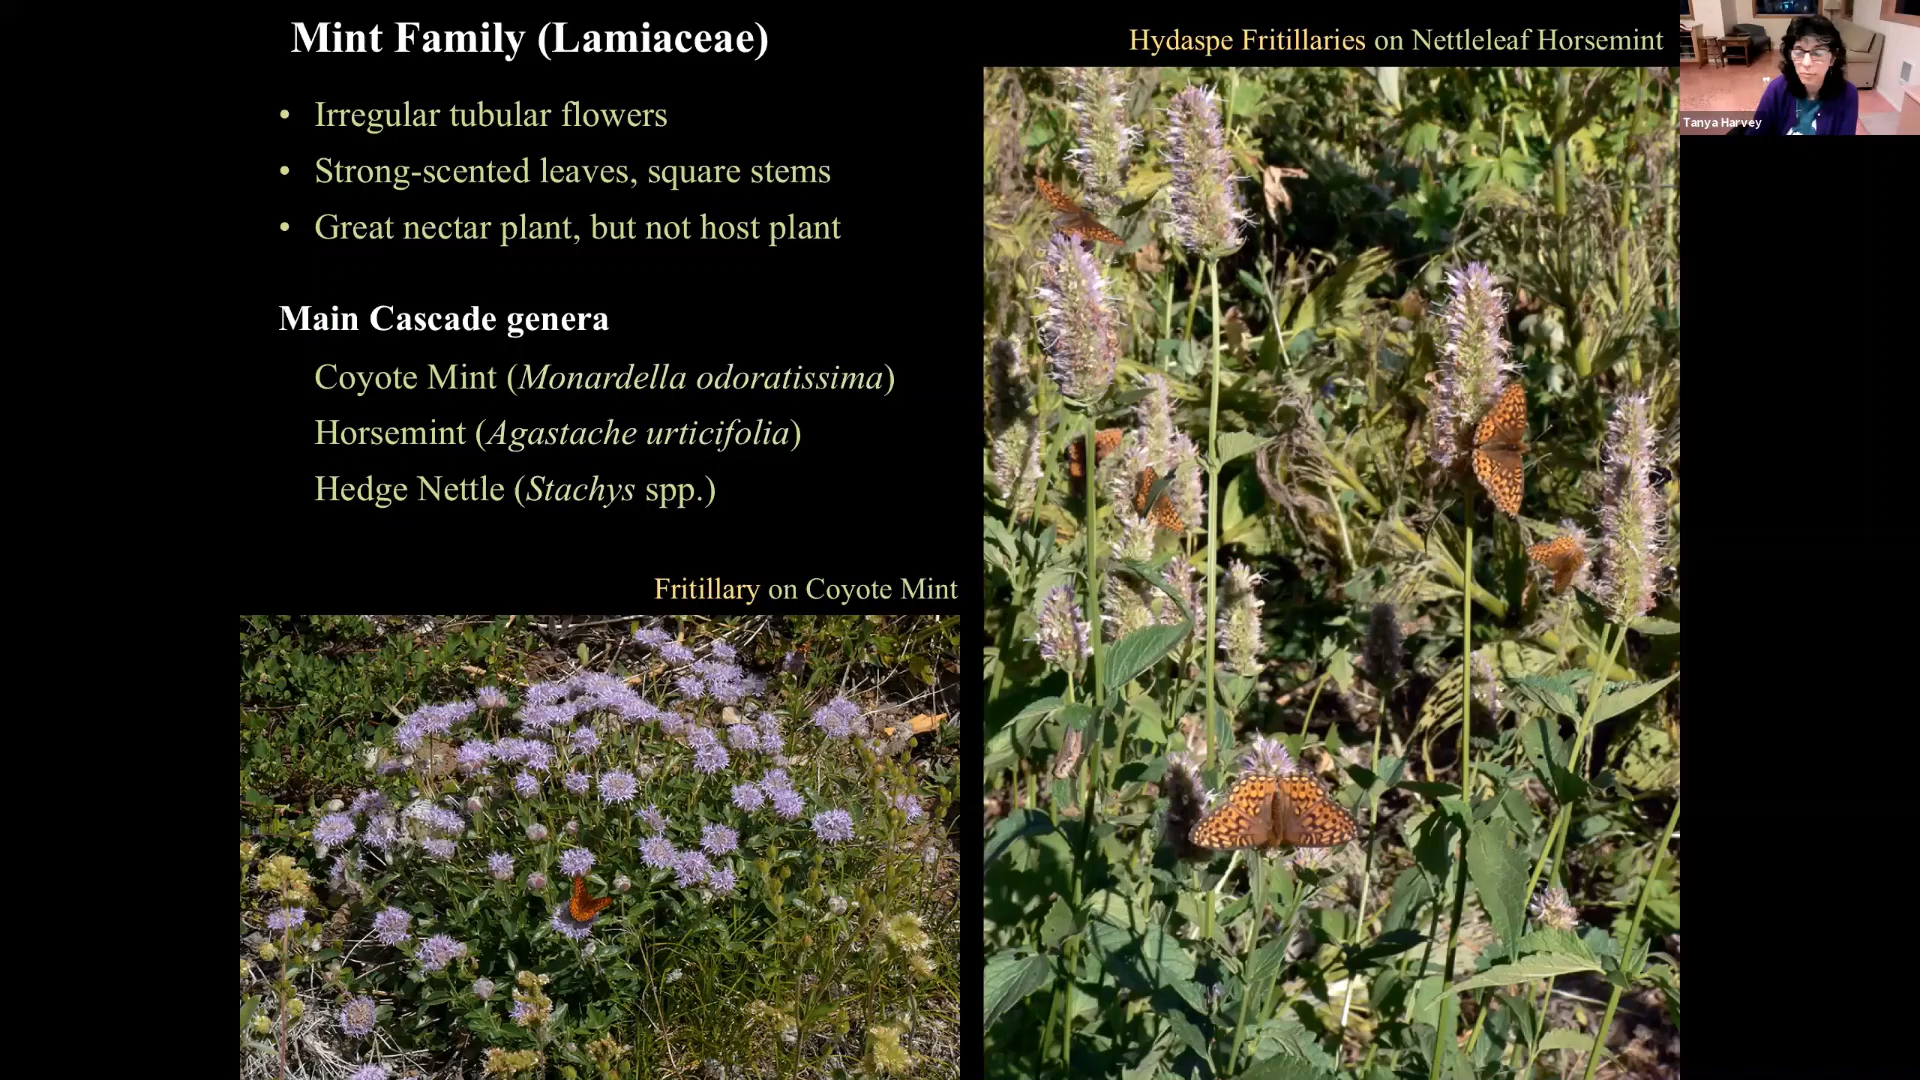 Mint Family (Lamiaceae)
• Irregular tubular flowers
• Strong-scented leaves, square stems
• Great nectar plant, but not host plant
Main Cascade genera
Coyote Mint (Monardella odoratissima)
Horsemint (Agastache urticifolia)
Hedge Nettle (Stachys spp.)
Fritillary on Coyote Mint
Hydaspe Fritillaries on Nettleleaf Horsemint
Tanya Harvey